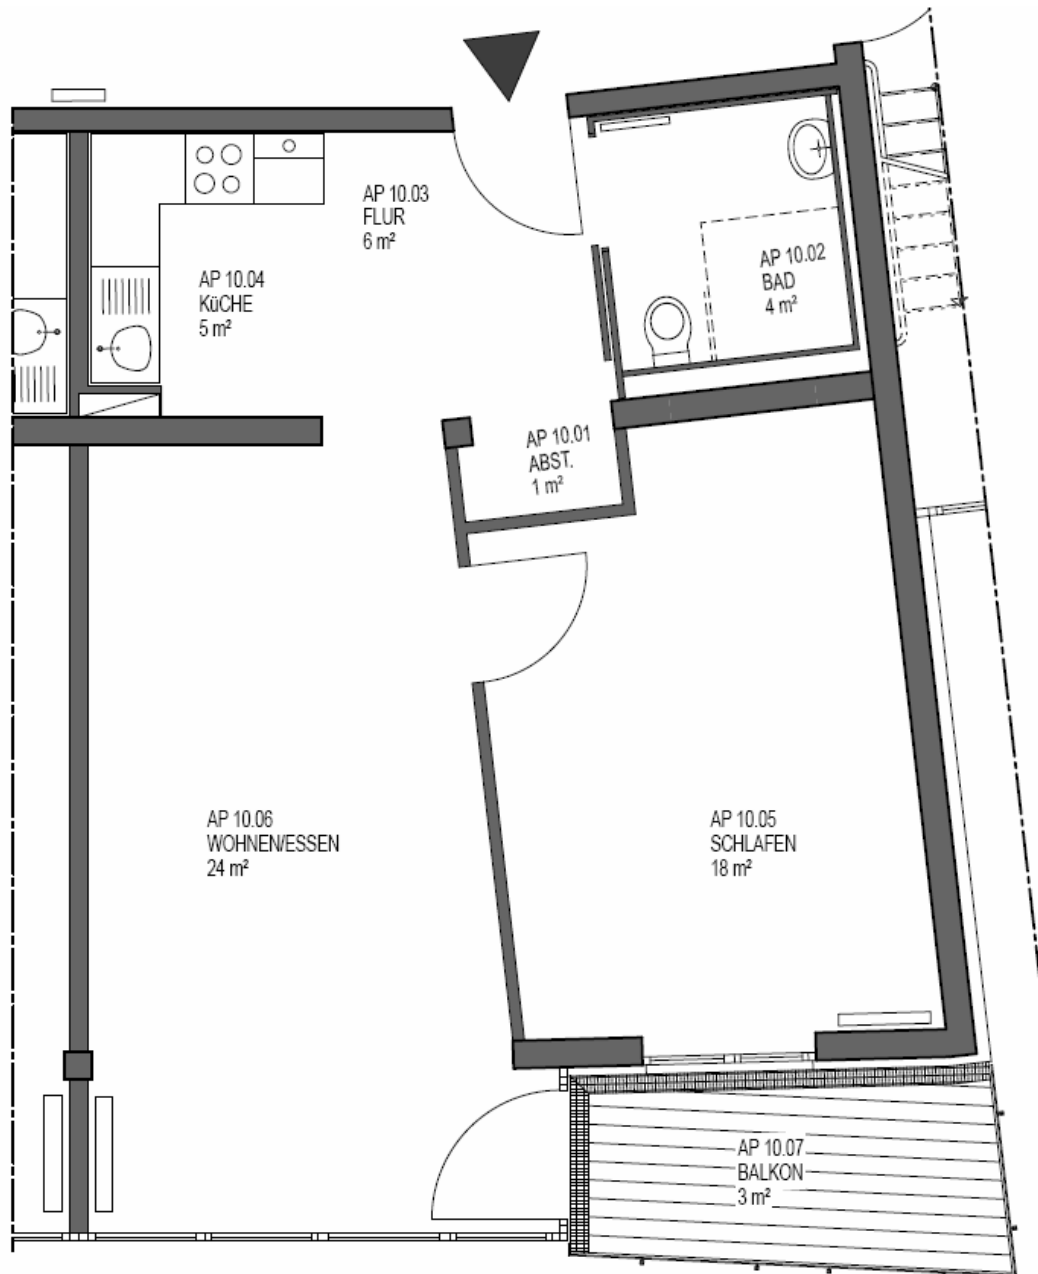 AP 10.03
FLUR
6 m²
AP 10.04
KüCHE
5 m²
AP 10.02
BAD
4 m²
AP 10.01
ABST.
1 m²
AP 10.06
WOHNEN/ESSEN
24 m²
AP 10.05
SCHLAFEN
18 m²
AP 10.07
BALKON
3 m²